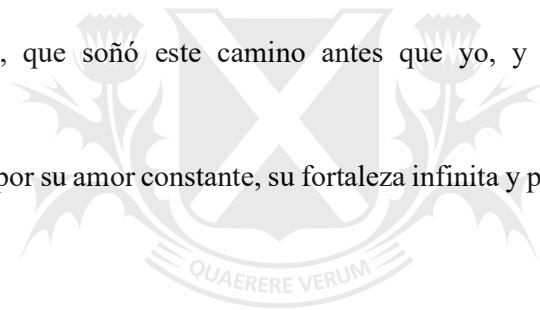 , que soñó este camino antes que yo, y
por su amor constante, su fortaleza infinita y p
QUAERERE VERUM